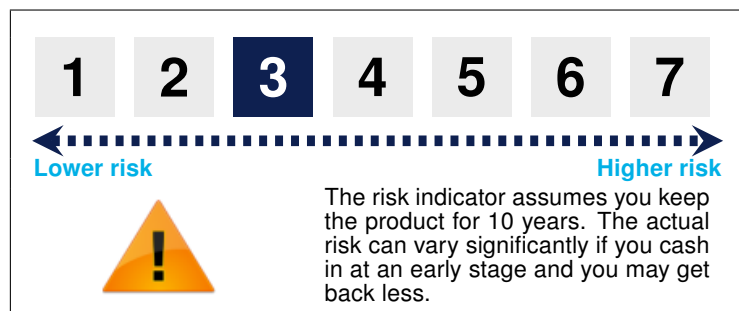 1 2 3 4 5 6 7
Lower risk Higher risk
The risk indicator assumes you keep
the product for 10 years. The actual
risk can vary significantly if you cash
in at an early stage and you may get
back less.